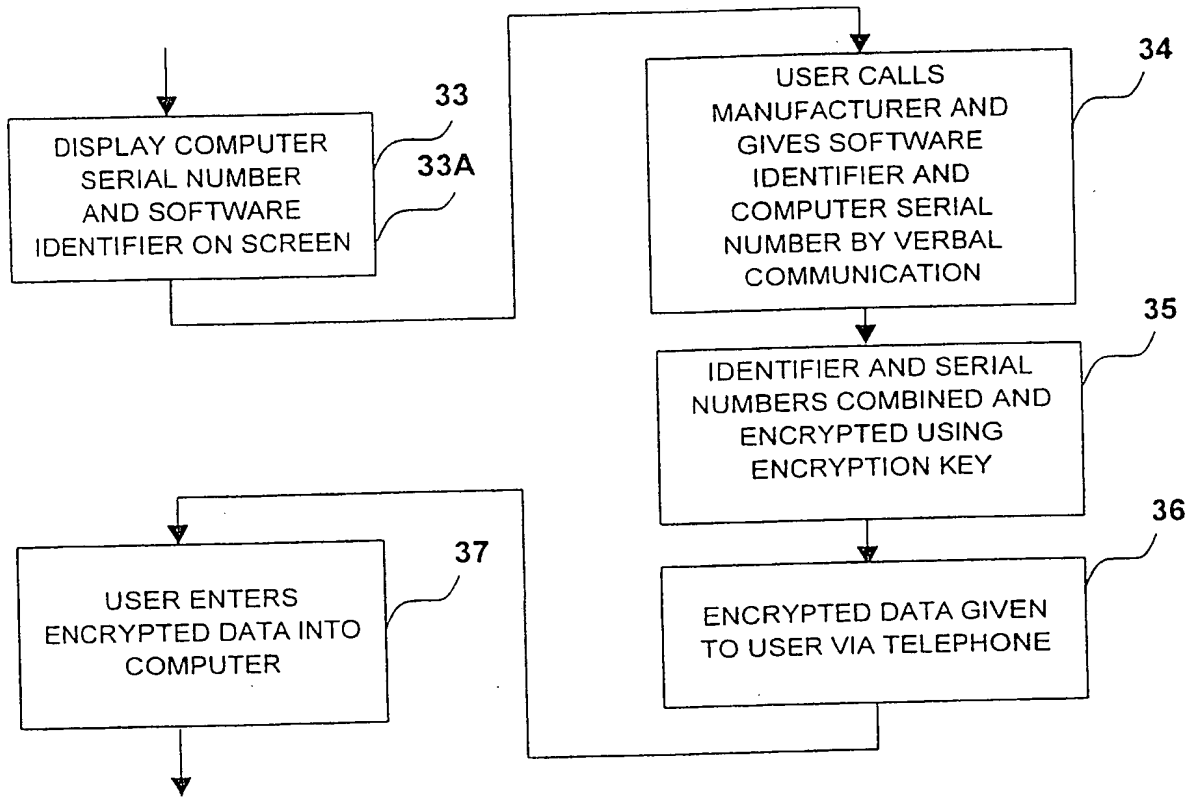 33
33A
DISPLAY COMPUTER
SERIAL NUMBER
AND SOFTWARE
IDENTIFIER ON SCREEN
34
USER CALLS
MANUFACTURER AND
GIVES SOFTWARE
IDENTIFIER AND
COMPUTER SERIAL
NUMBER BY VERBAL
COMMUNICATION
35
IDENTIFIER AND SERIAL
NUMBERS COMBINED AND
ENCRYPTED USING
ENCRYPTION KEY
36
ENCRYPTED DATA GIVEN
TO USER VIA TELEPHONE
37
USER ENTERS
ENCRYPTED DATA INTO
COMPUTER